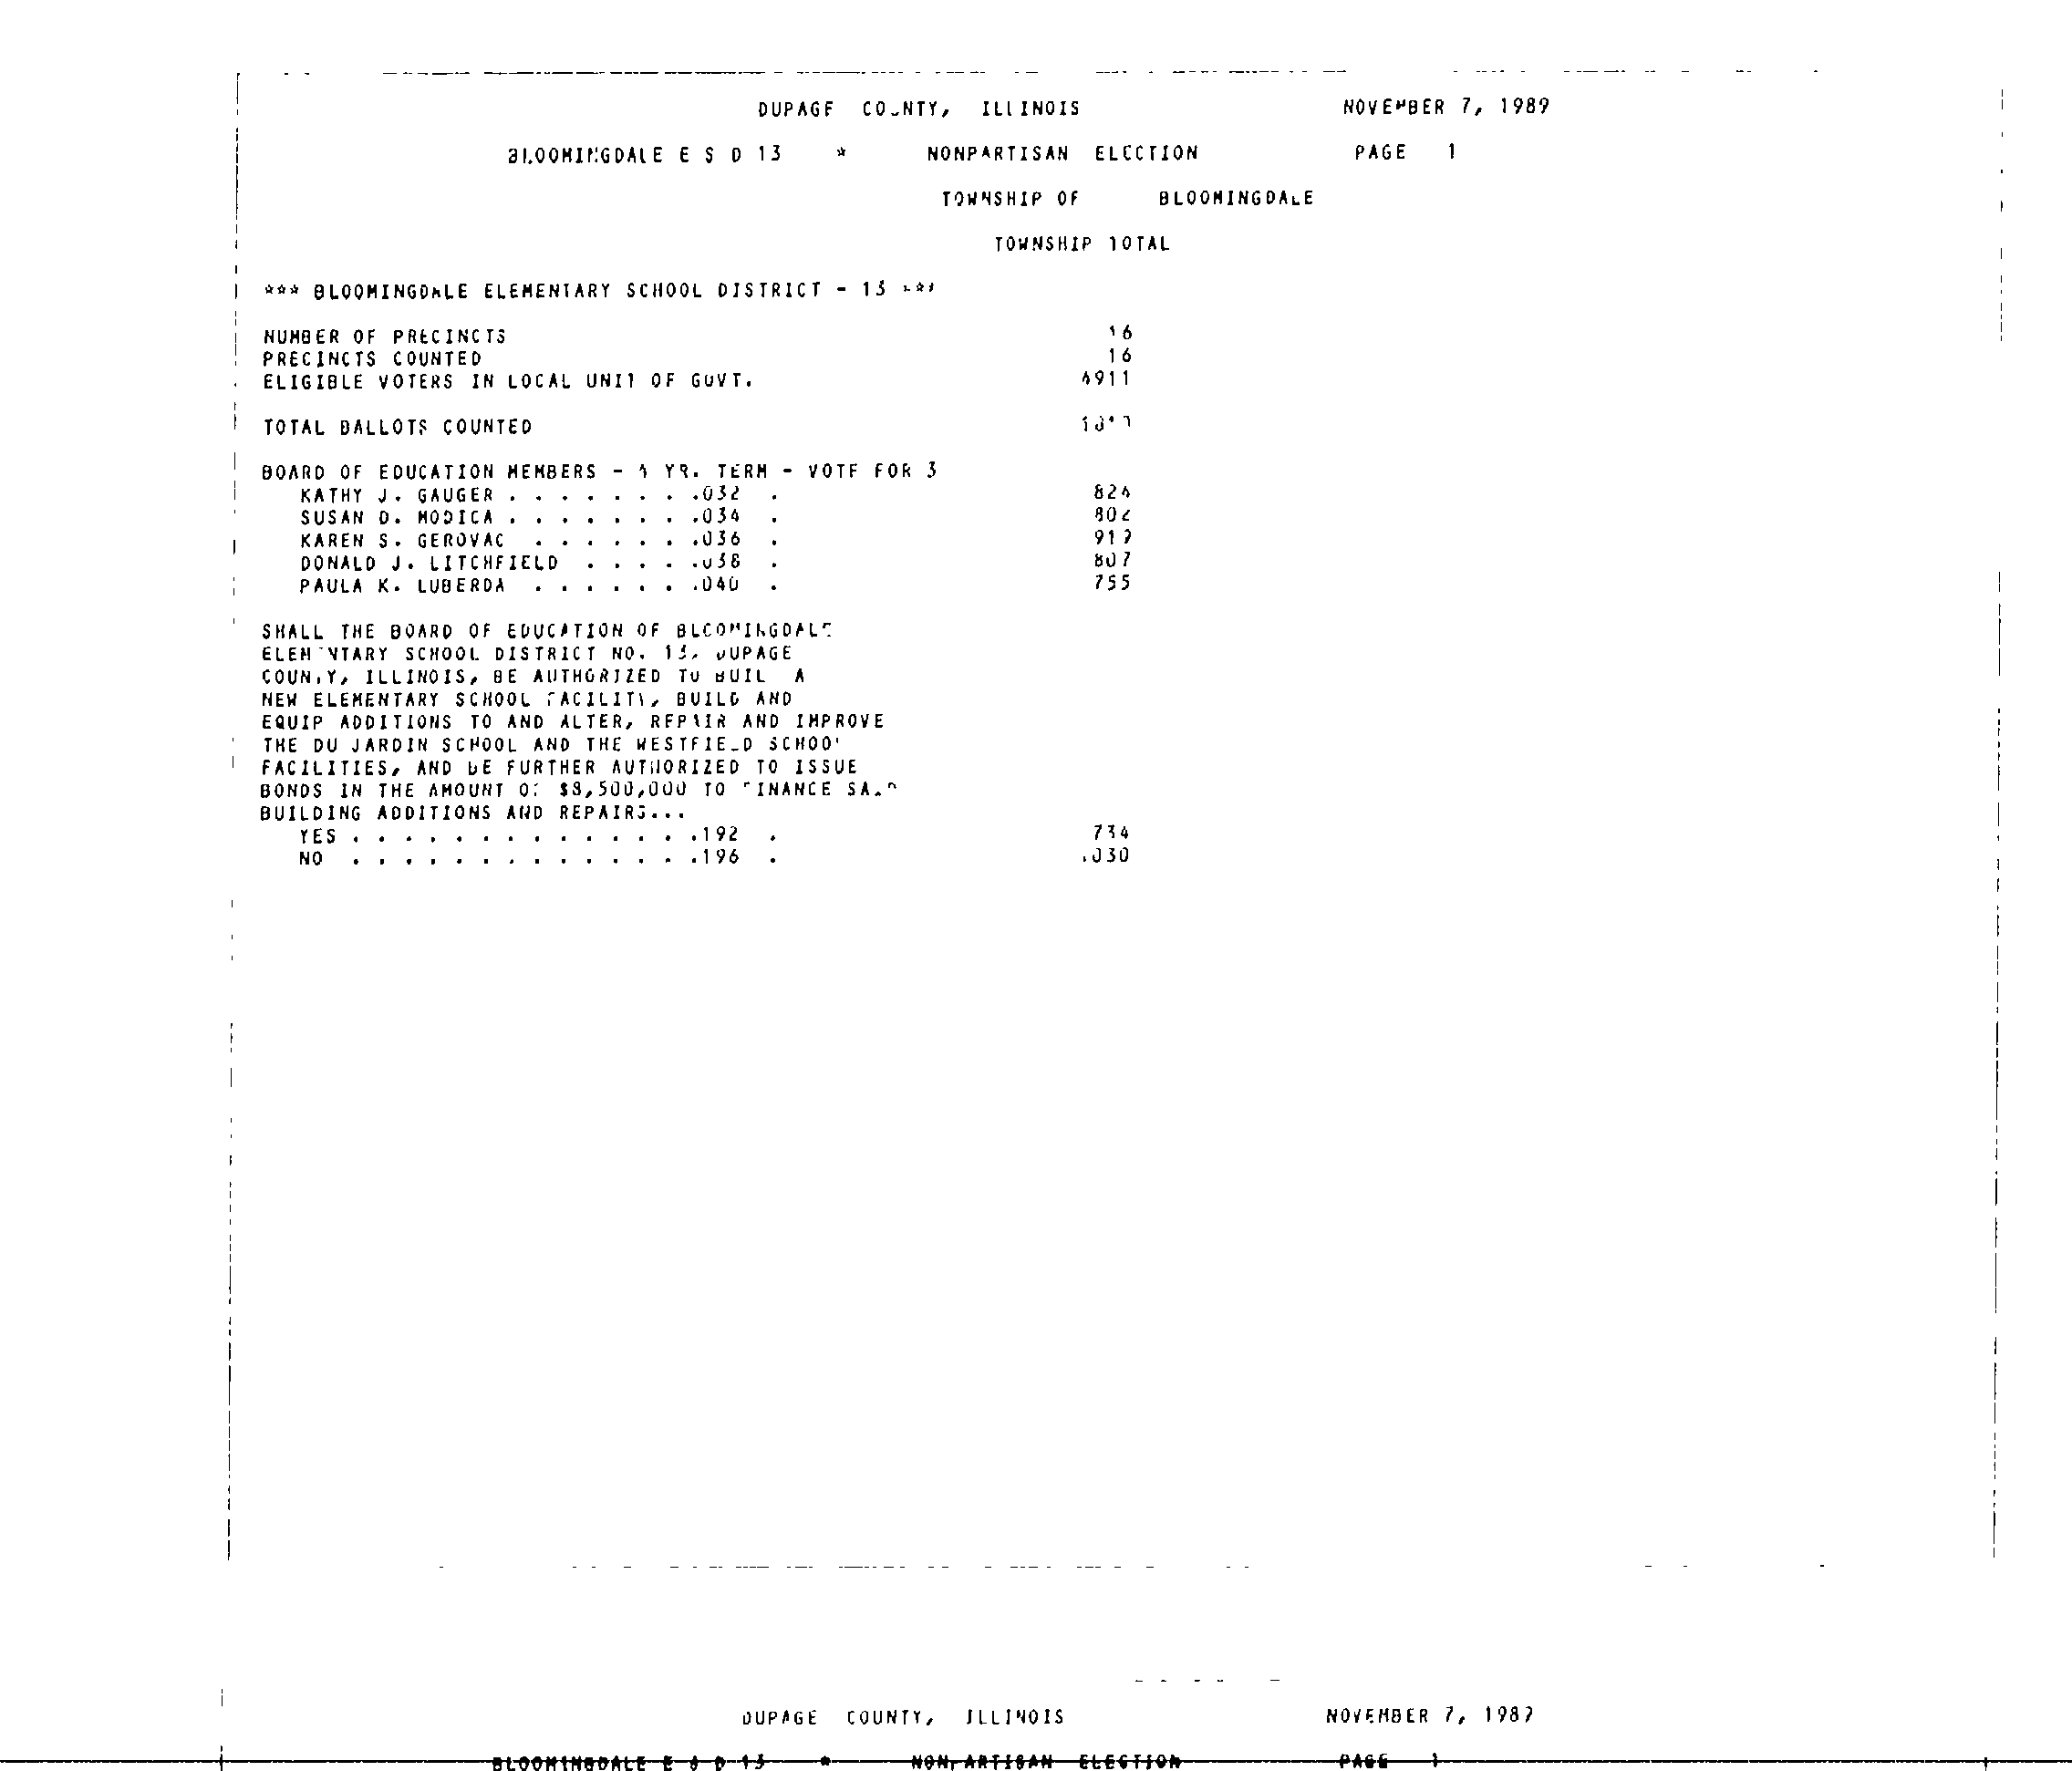 DUPAGE COUNTY, ILLINOIS NOVEMBER 7, 1989
BLOOMINGDALE E S D 13 * NONPARTISAN ELECTION PAGE 1
TOWNSHIP OF BLOOMINGDALE
TOWNSHIP TOTAL
*** BLOOMINGDALE ELEMENTARY SCHOOL DISTRICT - 13 ***
NUMBER OF PRECINCTS 16
PRECINCTS COUNTED 16
ELIGIBLE VOTERS IN LOCAL UNIT OF GOVT.
TOTAL BALLOTS COUNTED
BOARD OF EDUCATION MEMBERS - 4 YR. TERM - VOTE FOR 3
KATHY J. GAUGER . . . . . . . .032 . 824
SUSAN D. MODICA . . . . . . . .034 . 802
KAREN S. GEROVAC . . . . . . .036 .
DONALD J. LITCHFIELD . . . . .038 . 807
PAULA K. LUBERDA . . . . . . .040 . 755
SHALL THE BOARD OF EDUCATION OF BLOOMINGDALE
ELEMENTARY SCHOOL DISTRICT NO. 13, DUPAGE
COUNTY, ILLINOIS, BE AUTHORIZED TO BUILD A
NEW ELEMENTARY SCHOOL FACILITY, BUILD AND
EQUIP ADDITIONS TO AND ALTER, REPAIR AND IMPROVE
THE DU JARDIN SCHOOL AND THE WESTFIELD SCHOOL
FACILITIES, AND BE FURTHER AUTHORIZED TO ISSUE
BONDS IN THE AMOUNT OF $8,500,000 TO FINANCE SAID
BUILDING ADDITIONS AND REPAIRS...
YES . . . . . . . . . . . . . .192 . 734
NO . . . . . . . . . . . . . .196 . 1030
DUPAGE COUNTY, ILLINOIS NOVEMBER 7, 1989
BLOOMINGDALE E S D 13 * NONPARTISAN ELECTION PAGE 1